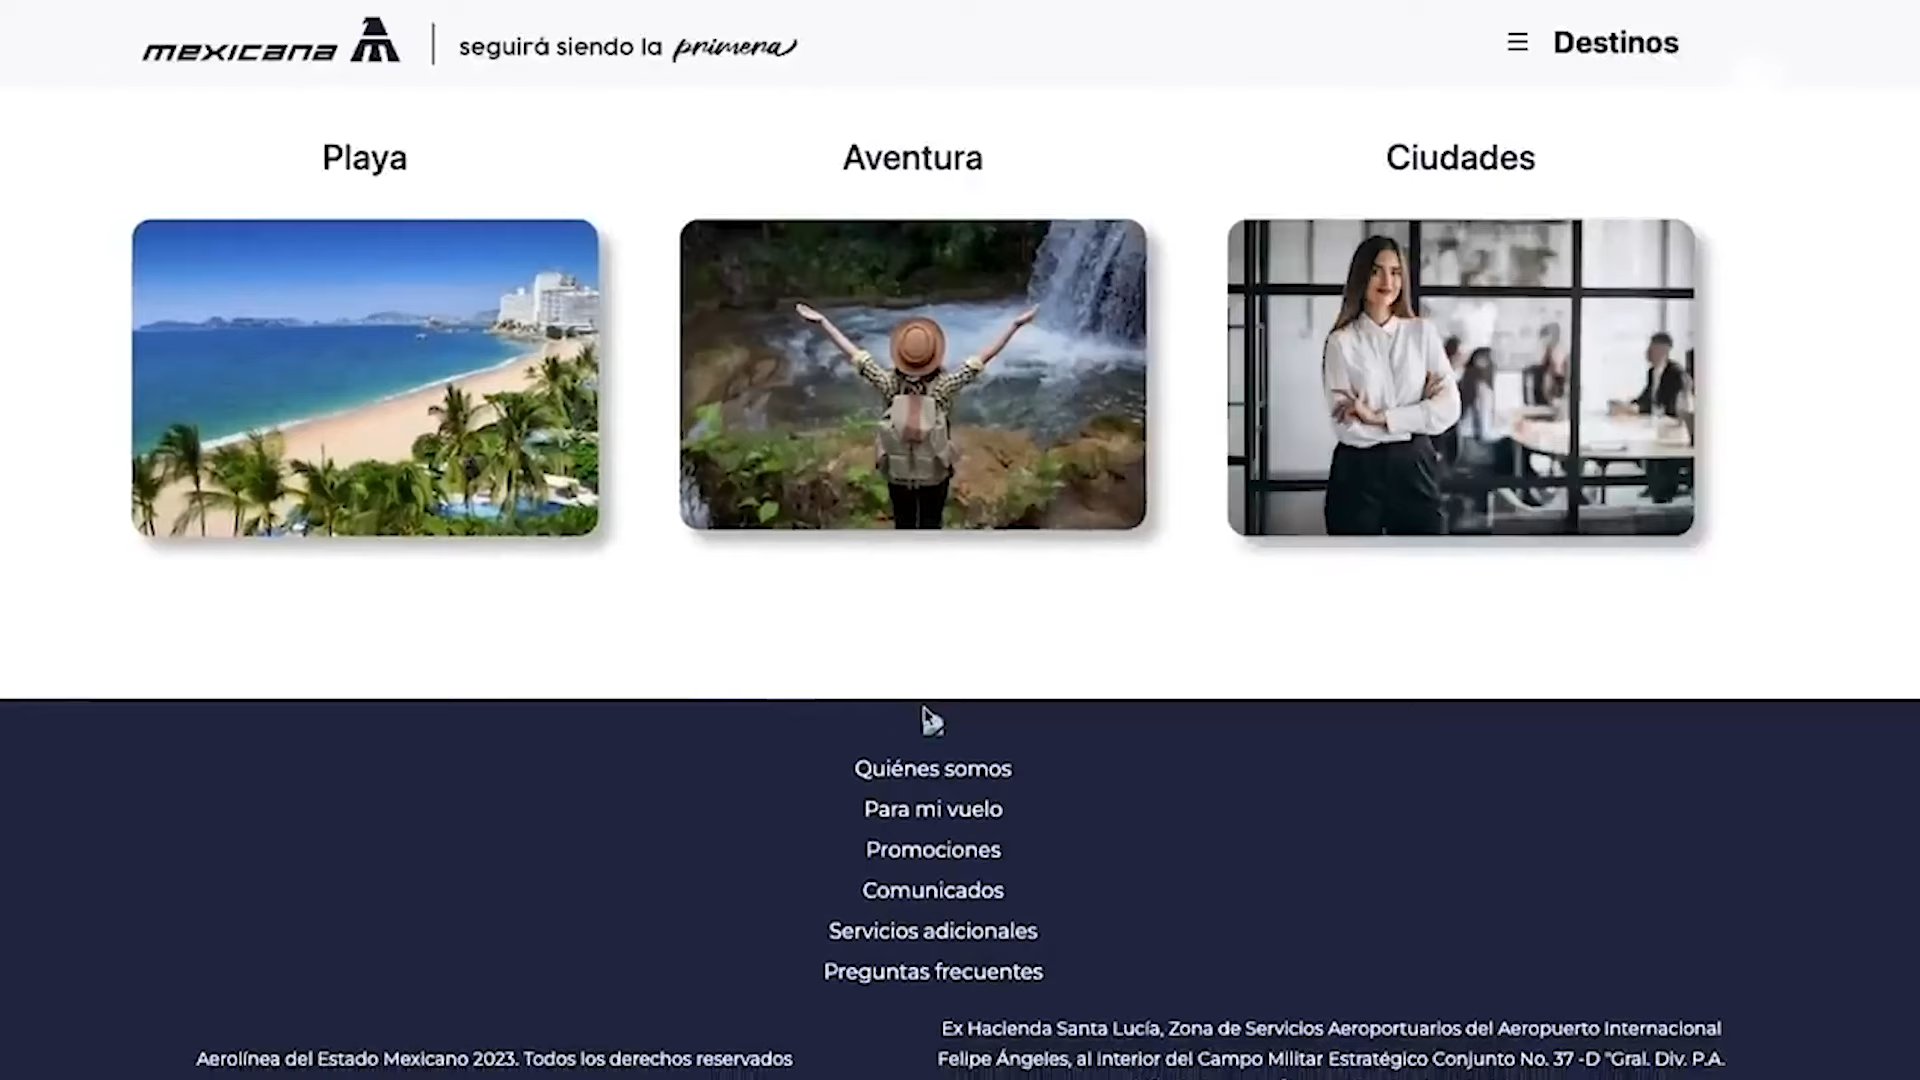 mexicana
seguirá siendo la primera
Destinos
Playa
Aventura
Ciudades
Quiénes somos
Para mi vuelo
Promociones
Comunicados
Servicios adicionales
Preguntas frecuentes
Aerolínea del Estado Mexicano 2023. Todos los derechos reservados
Ex Hacienda Santa Lucía, Zona de Servicios Aeroportuarios del Aeropuerto Internacional
Felipe Ángeles, al interior del Campo Militar Estratégico Conjunto No. 37 -D "Gral. Div. P.A.